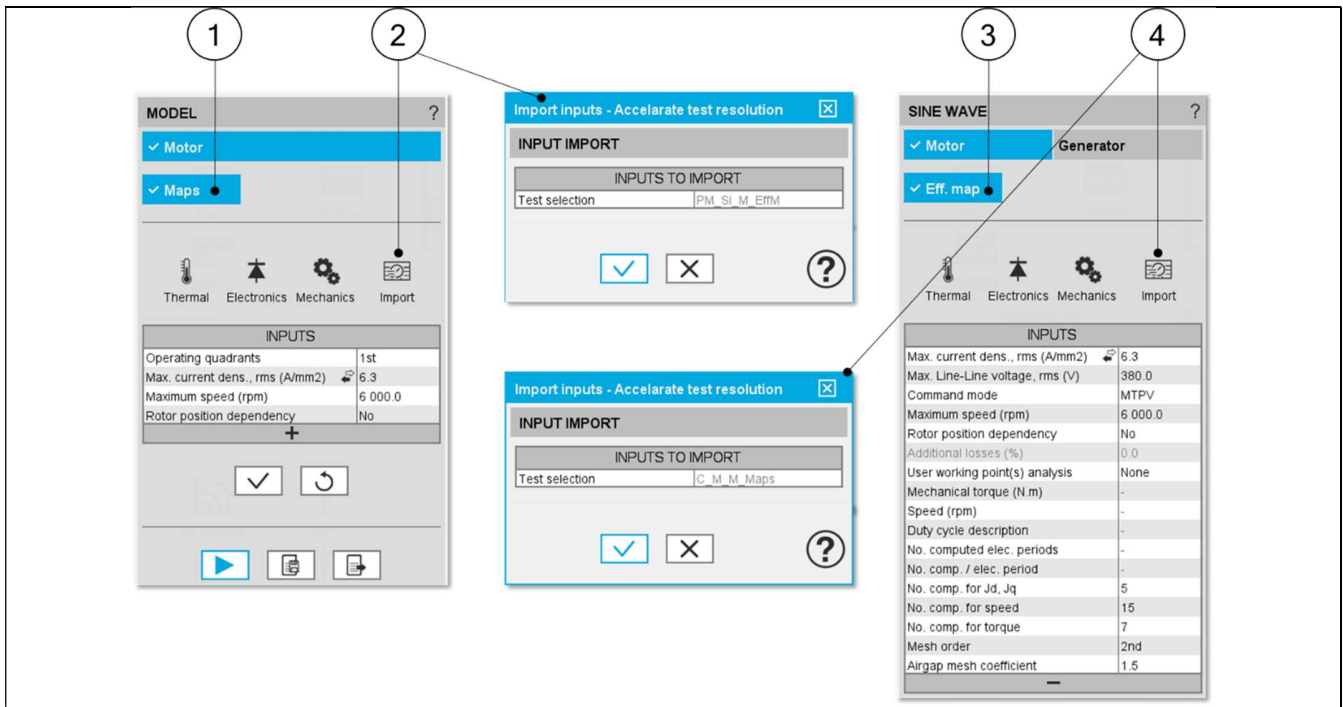 1
2
3
4
MODEL ?
✓ Motor
✓ Maps
Thermal Electronics Mechanics Import
INPUTS
Operating quadrants 1st
Max. current dens., rms (A/mm2) 6.3
Maximum speed (rpm) 6 000.0
Rotor position dependency No
+
Import inputs - Accelarate test resolution
INPUT IMPORT
INPUTS TO IMPORT
Test selection PM_SI_M_EffM
?
Import inputs - Accelarate test resolution
INPUT IMPORT
INPUTS TO IMPORT
Test selection C_M_M_Maps
?
SINE WAVE ?
✓ Motor Generator
✓ Eff. map
Thermal Electronics Mechanics Import
INPUTS
Max. current dens., rms (A/mm2) 6.3
Max. Line-Line voltage, rms (V) 380.0
Command mode MTPV
Maximum speed (rpm) 6 000.0
Rotor position dependency No
Additional losses (%) 0.0
User working point(s) analysis None
Mechanical torque (N.m) -
Speed (rpm) -
Duty cycle description -
No. computed elec. periods -
No. comp. / elec. period -
No. comp. for Jd, Jq 5
No. comp. for speed 15
No. comp. for torque 7
Mesh order 2nd
Airgap mesh coefficient 1.5
−